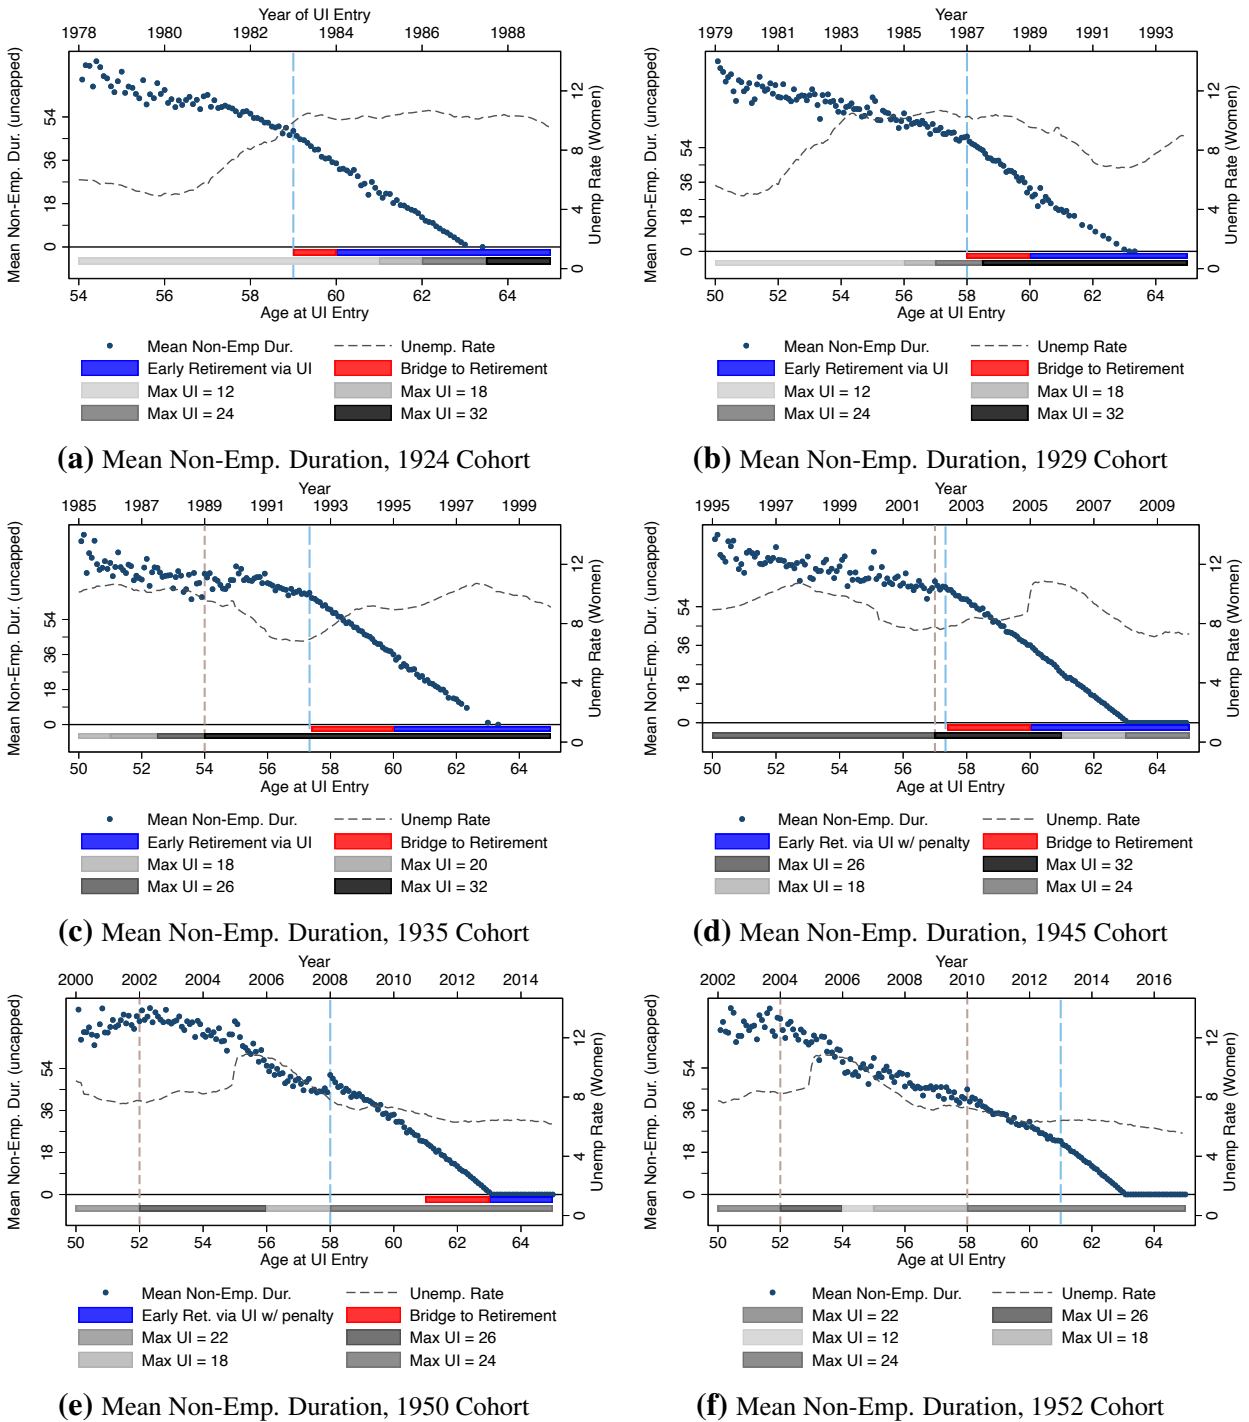 Year of UI Entry
1978 1980 1982 1984 1986 1988
Mean Non-Emp. Dur. (uncapped)
54
36
18
0
12
8
4
0
Unemp Rate (Women)
54 56 58 60 62 64
Age at UI Entry
Mean Non-Emp Dur. Unemp. Rate
Early Retirement via UI Bridge to Retirement
Max UI = 12 Max UI = 18
Max UI = 24 Max UI = 32
(a) Mean Non-Emp. Duration, 1924 Cohort
Year
1979 1981 1983 1985 1987 1989 1991 1993
Mean Non-Emp. Dur. (uncapped)
54
36
18
0
12
8
4
0
Unemp Rate (Women)
50 52 54 56 58 60 62 64
Age at UI Entry
Mean Non-Emp Dur. Unemp. Rate
Early Retirement via UI Bridge to Retirement
Max UI = 12 Max UI = 18
Max UI = 24 Max UI = 32
(b) Mean Non-Emp. Duration, 1929 Cohort
Year
1985 1987 1989 1991 1993 1995 1997 1999
Mean Non-Emp. Dur. (uncapped)
54
36
18
0
12
8
4
0
Unemp Rate (Women)
50 52 54 56 58 60 62 64
Age at UI Entry
Mean Non-Emp. Dur. Unemp Rate
Early Retirement via UI Bridge to Retirement
Max UI = 18 Max UI = 20
Max UI = 26 Max UI = 32
(c) Mean Non-Emp. Duration, 1935 Cohort
Year
1995 1997 1999 2001 2003 2005 2007 2009
Mean Non-Emp. Dur. (uncapped)
54
36
18
0
12
8
4
0
Unemp Rate (Women)
50 52 54 56 58 60 62 64
Age at UI Entry
Mean Non-Emp. Dur. Unemp. Rate
Early Ret. via UI w/ penalty Bridge to Retirement
Max UI = 26 Max UI = 32
Max UI = 18 Max UI = 24
(d) Mean Non-Emp. Duration, 1945 Cohort
Year
2000 2002 2004 2006 2008 2010 2012 2014
Mean Non-Emp. Dur. (uncapped)
54
36
18
0
12
8
4
0
Unemp Rate (Women)
50 52 54 56 58 60 62 64
Age at UI Entry
Mean Non-Emp. Dur. Unemp. Rate
Early Ret. via UI w/ penalty Bridge to Retirement
Max UI = 22 Max UI = 26
Max UI = 18 Max UI = 24
(e) Mean Non-Emp. Duration, 1950 Cohort
Year
2002 2004 2006 2008 2010 2012 2014 2016
Mean Non-Emp. Dur. (uncapped)
54
36
18
0
12
8
4
0
Unemp Rate (Women)
50 52 54 56 58 60 62 64
Age at UI Entry
Mean Non-Emp. Dur. Unemp. Rate
Max UI = 22 Max UI = 26
Max UI = 12 Max UI = 18
Max UI = 24
(f) Mean Non-Emp. Duration, 1952 Cohort